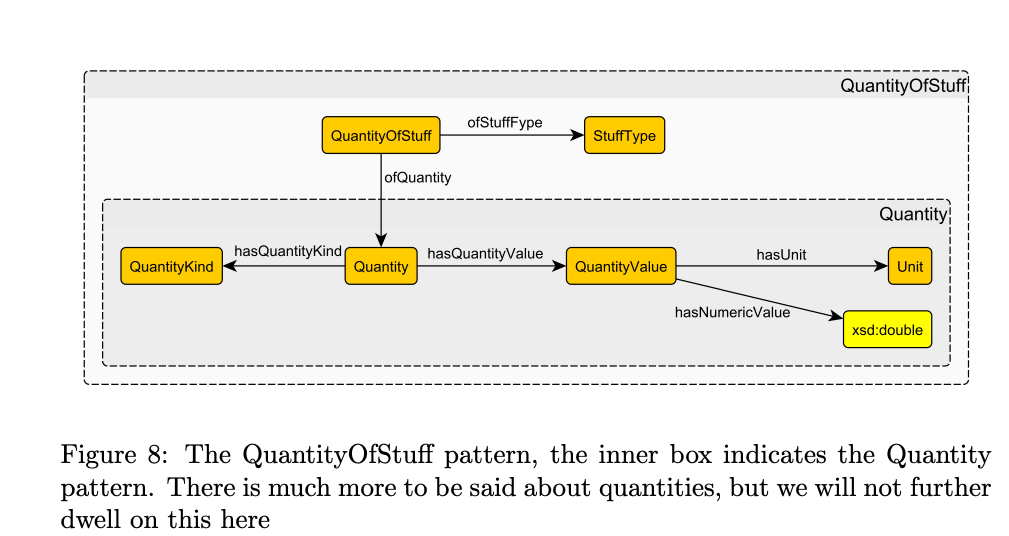 QuantityOfStuff
QuantityOfStuff
ofStuffFype
StuffType
ofQuantity
Quantity
QuantityKind
hasQuantityKind
Quantity
hasQuantityValue
QuantityValue
hasUnit
Unit
hasNumericValue
xsd:double
Figure 8: The QuantityOfStuff pattern, the inner box indicates the Quantity
pattern. There is much more to be said about quantities, but we will not further
dwell on this here